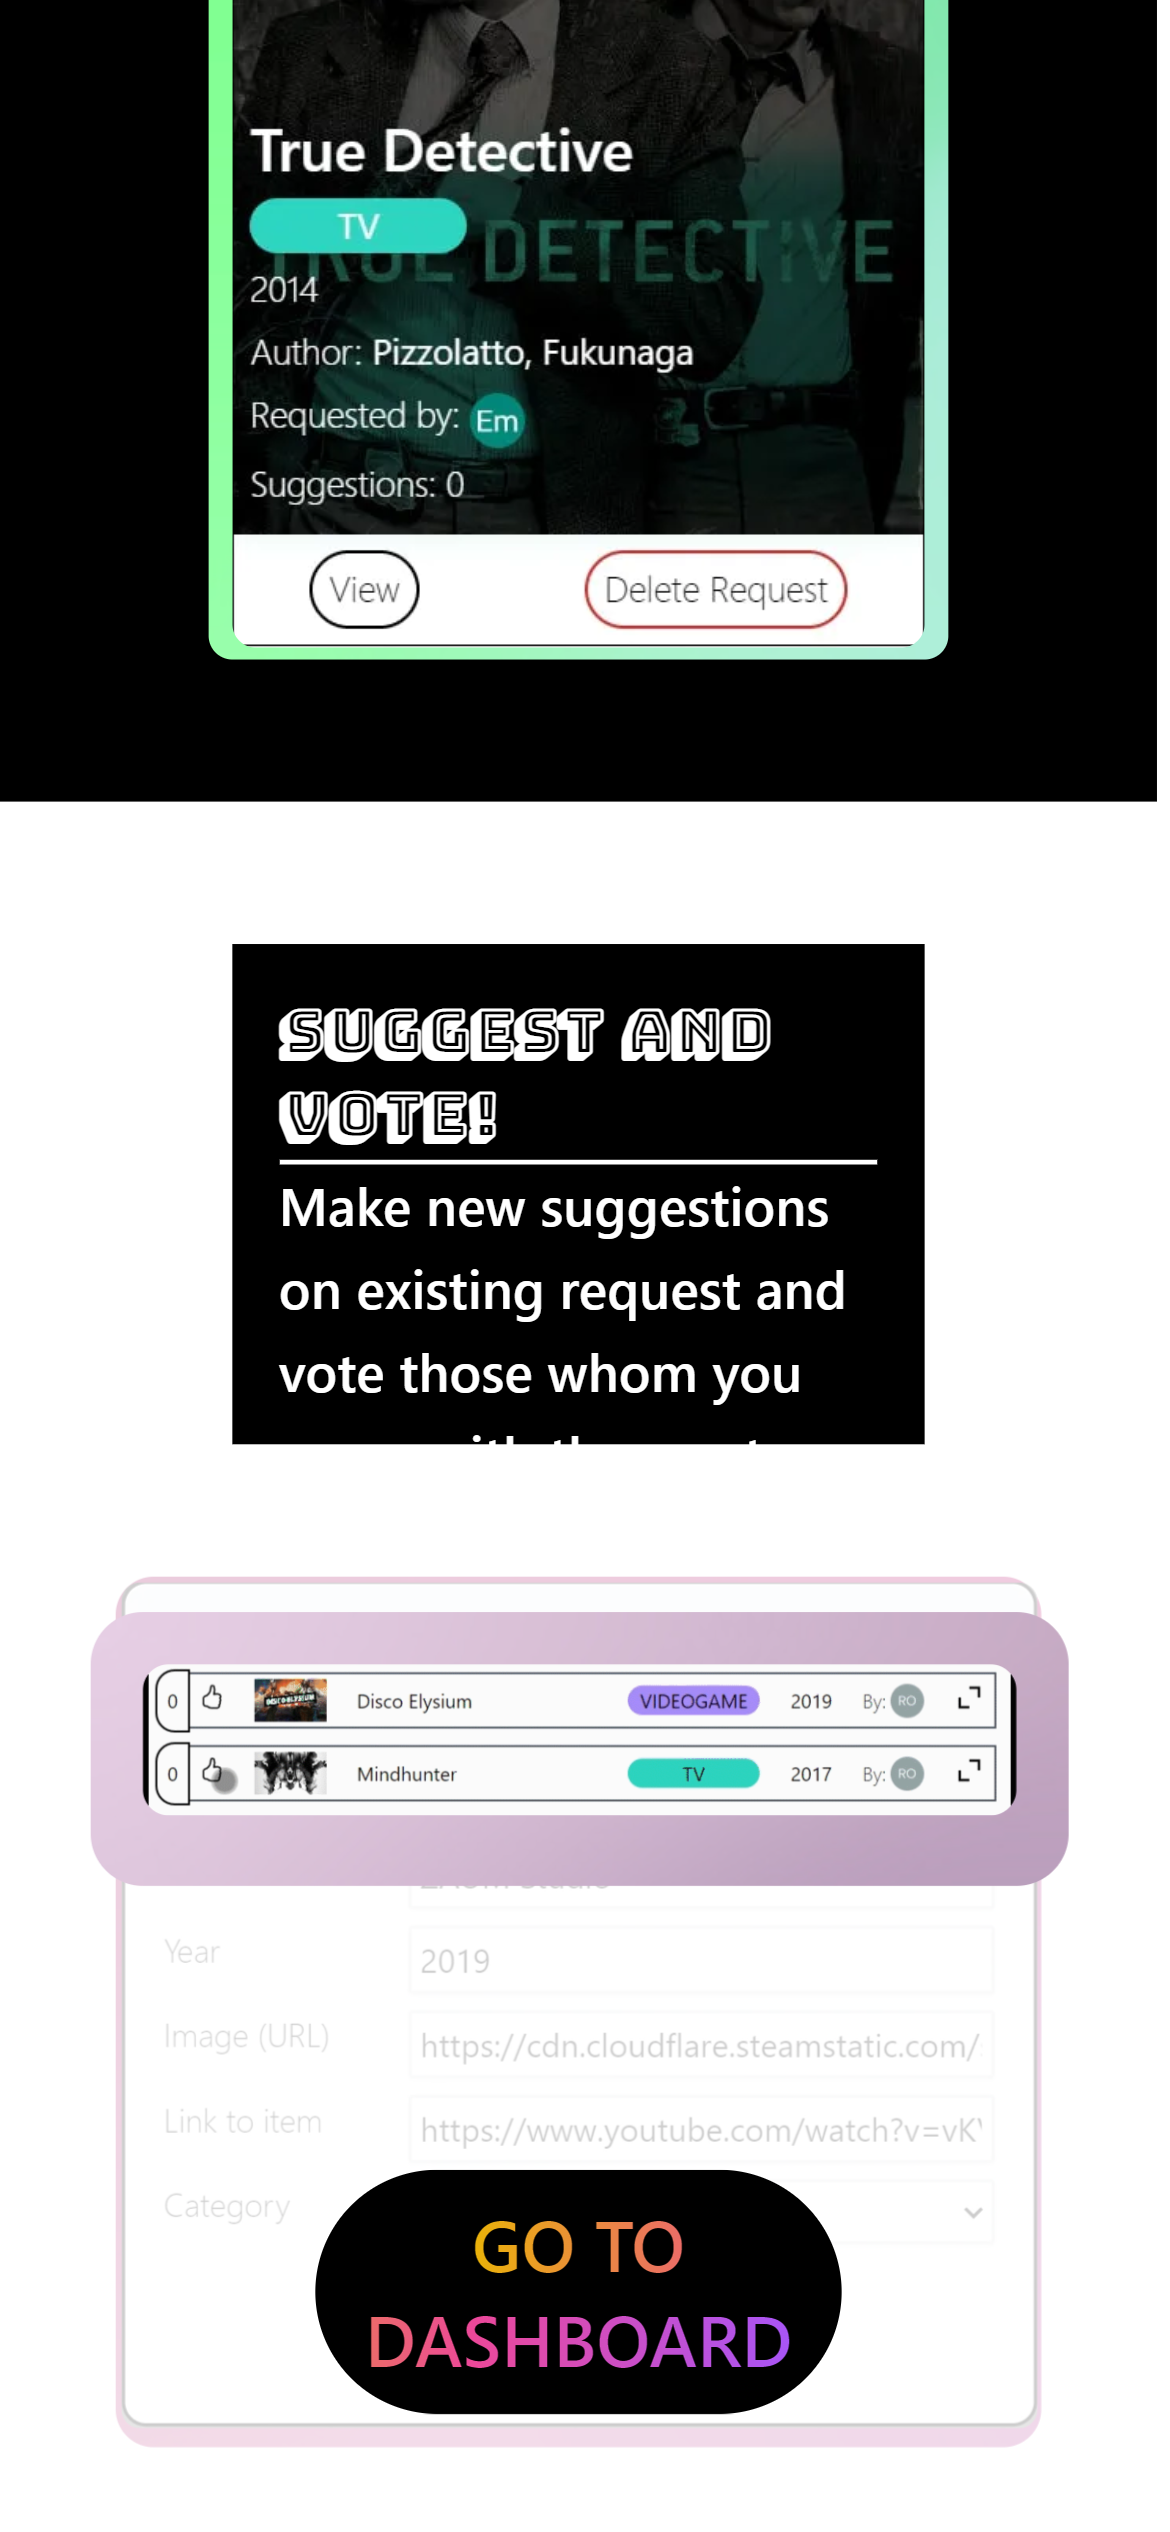 True Detective
TV
TRUE DETECTIVE
2014
Author: Pizzolatto, Fukunaga
Requested by: Em
Suggestions: 0
View
Delete Request
SUGGEST AND
VOTE!
Make new suggestions
on existing request and
vote those whom you
0 Disco Elysium VIDEOGAME 2019 By: RO
0 Mindhunter TV 2017 By: RO
Year 2019
Image (URL) https://cdn.cloudflare.steamstatic.com/
Link to item https://www.youtube.com/watch?v=vK
Category
GO TO
DASHBOARD